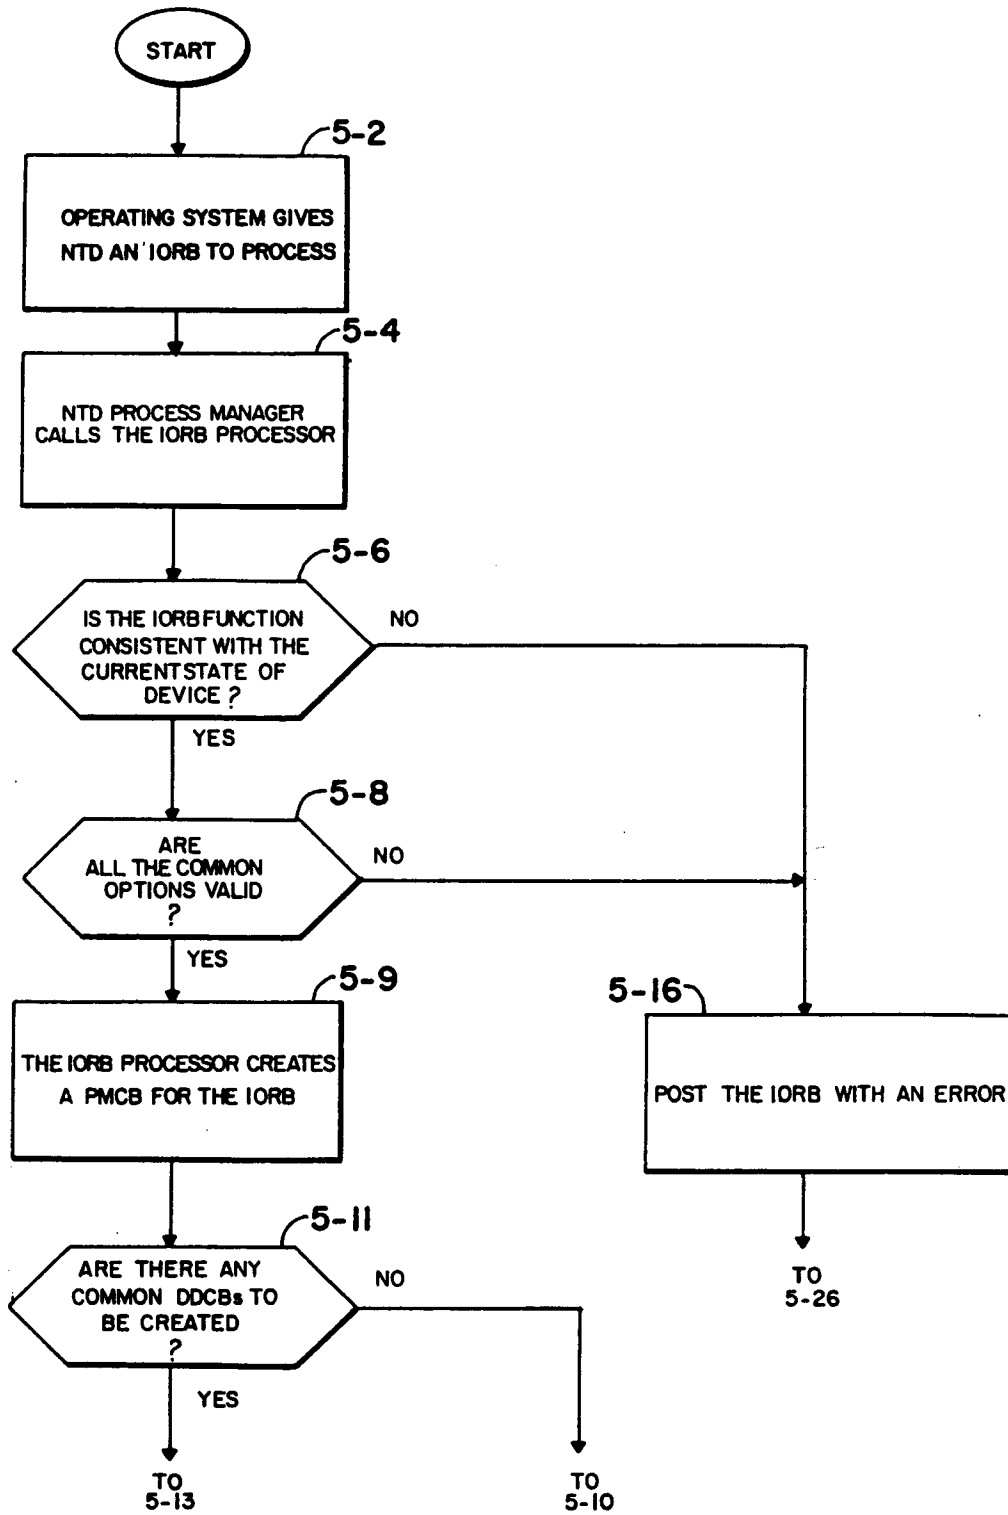 START
5-2
OPERATING SYSTEM GIVES
NTD AN IORB TO PROCESS
5-4
NTD PROCESS MANAGER
CALLS THE IORB PROCESSOR
5-6
IS THE IORB FUNCTION
CONSISTENT WITH THE
CURRENT STATE OF
DEVICE ?
NO
YES
5-8
ARE
ALL THE COMMON
OPTIONS VALID
?
NO
YES
5-9
THE IORB PROCESSOR CREATES
A PMCB FOR THE IORB
5-16
POST THE IORB WITH AN ERROR
TO
5-26
5-11
ARE THERE ANY
COMMON DDCBs TO
BE CREATED
?
NO
YES
TO
5-13
TO
5-10